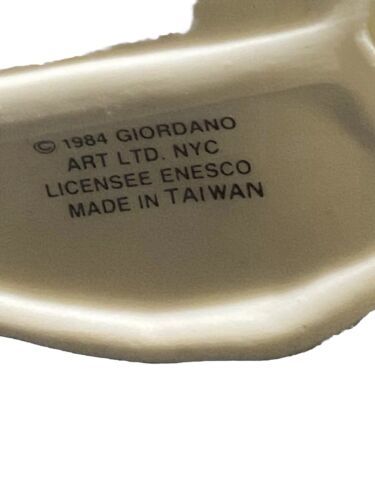 © 1984 GIORDANO
ART LTD. NYC
LICENSEE ENESCO
MADE IN TAIWAN